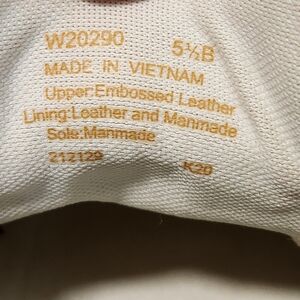 W20290 5½B
MADE IN VIETNAM
Upper:Embossed Leather
Lining:Leather and Manmade
Sole:Manmade
212129 K20